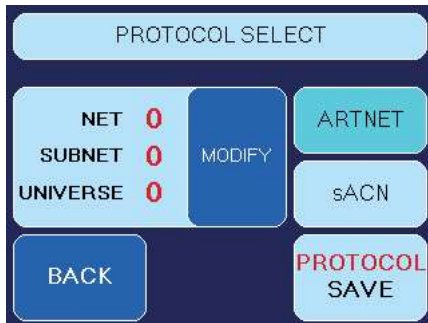 PROTOCOL SELECT
NET 0
SUBNET 0
UNIVERSE 0
MODIFY
ARTNET
sACN
BACK
PROTOCOL
SAVE